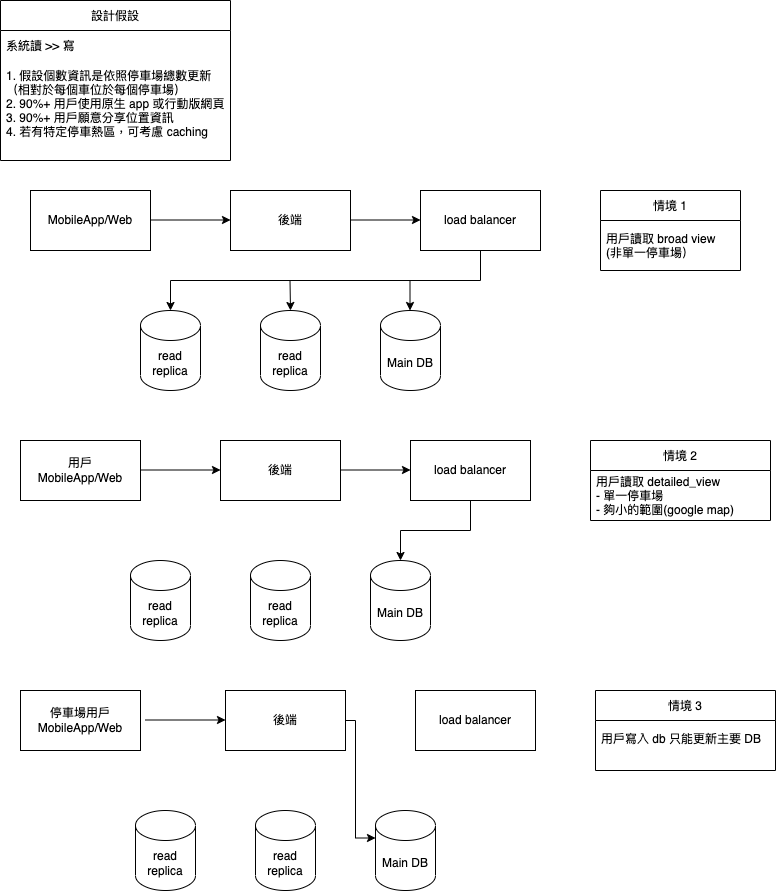 設計假設
系統讀 >> 寫
1. 假設個數資訊是依照停車場總數更新
（相對於每個車位於每個停車場）
2. 90%+ 用戶使用原生 app 或行動版網頁
3. 90%+ 用戶願意分享位置資訊
4. 若有特定停車熱區，可考慮 caching
MobileApp/Web
後端
load balancer
情境 1
用戶讀取 broad view
(非單一停車場）
read
replica
read
replica
Main DB
用戶
MobileApp/Web
後端
load balancer
情境 2
用戶讀取 detailed_view
- 單一停車場
- 夠小的範圍(google map)
read
replica
read
replica
Main DB
停車場用戶
MobileApp/Web
後端
load balancer
情境 3
用戶寫入 db 只能更新主要 DB
read
replica
read
replica
Main DB